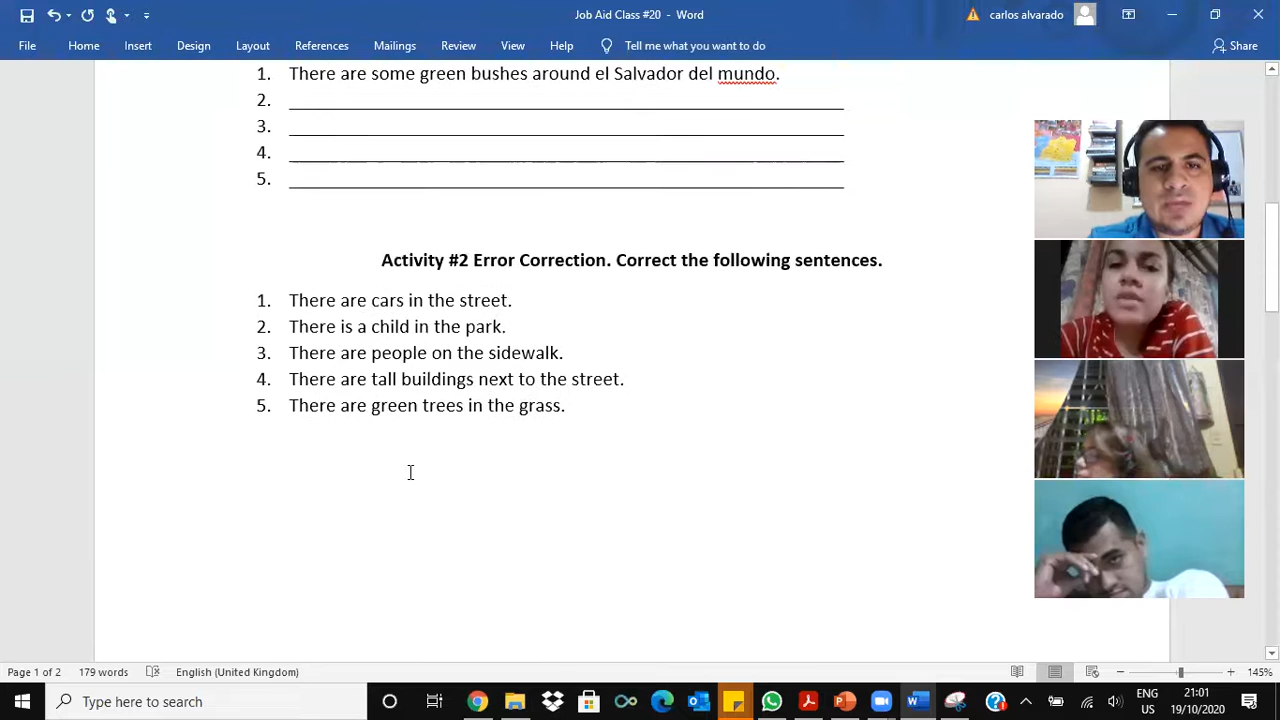 Job Aid Class #20 - Word
carlos alvarado
File Home Insert Design Layout References Mailings Review View Help Tell me what you want to do Share
1. There are some green bushes around el Salvador del mundo.
2. ____________________
3. ____________________
4. ____________________
5. ____________________
Activity #2 Error Correction. Correct the following sentences.
1. There are cars in the street.
2. There is a child in the park.
3. There are people on the sidewalk.
4. There are tall buildings next to the street.
5. There are green trees in the grass.
Page 1 of 2 179 words English (United Kingdom) 145%
Type here to search
ENG 21:01
US 19/10/2020